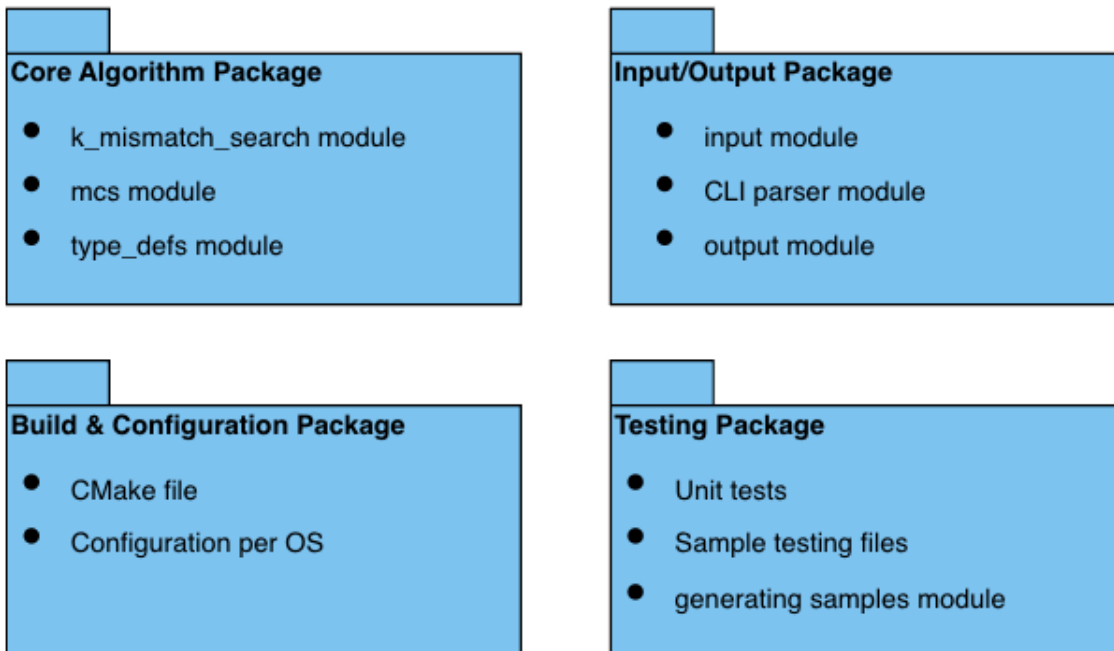 Core Algorithm Package
k_mismatch_search module
mcs module
type_defs module
Input/Output Package
input module
CLI parser module
output module
Build & Configuration Package
CMake file
Configuration per OS
Testing Package
Unit tests
Sample testing files
generating samples module